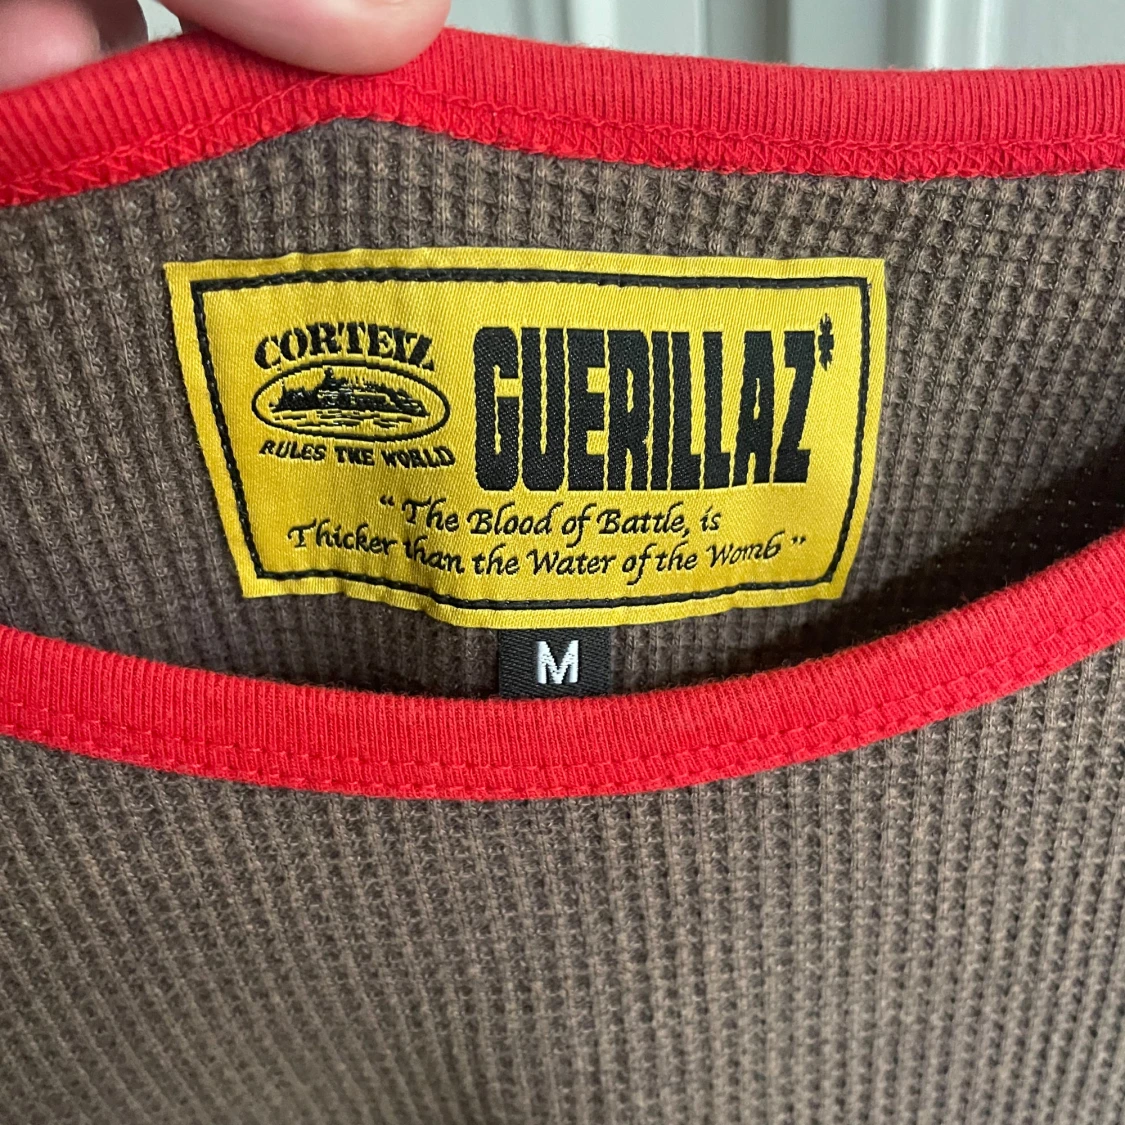 CORTEIZ
RULES THE WORLD
GUERILLAZ*
“The Blood of Battle, is
Thicker than the Water of the Womb”
M